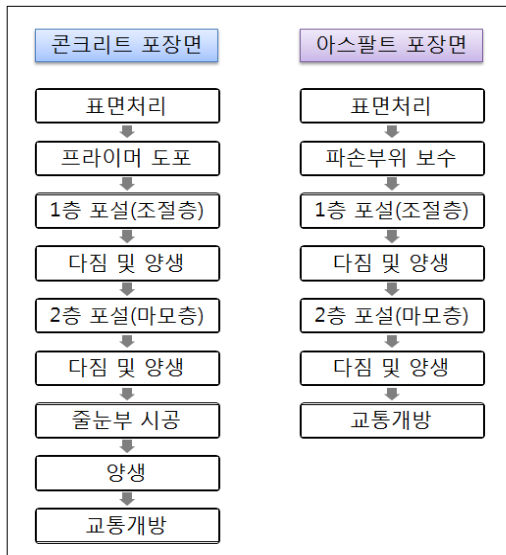 콘크리트 포장면
표면처리
프라이머 도포
1층 포설(조절층)
다짐 및 양생
2층 포설(마모층)
다짐 및 양생
줄눈부 시공
양생
교통개방
아스팔트 포장면
표면처리
파손부위 보수
1층 포설(조절층)
다짐 및 양생
2층 포설(마모층)
다짐 및 양생
교통개방